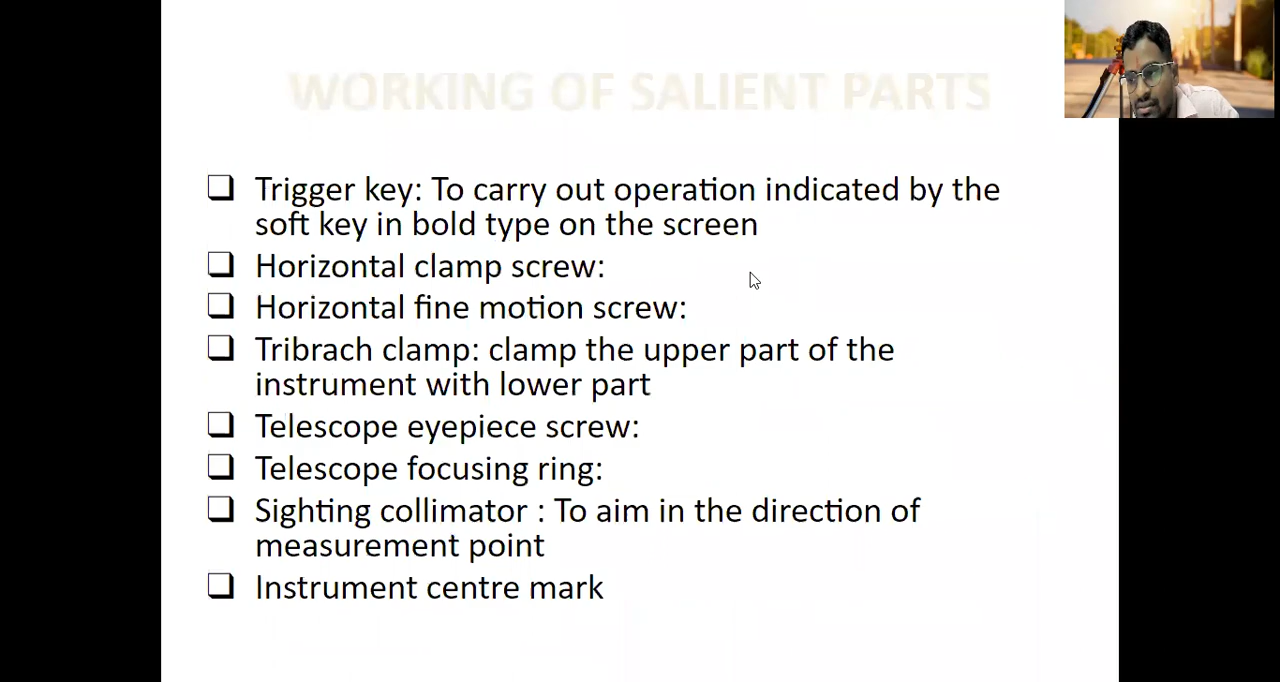 WORKING OF SALIENT PARTS
❑ Trigger key: To carry out operation indicated by the
soft key in bold type on the screen
❑ Horizontal clamp screw:
❑ Horizontal fine motion screw:
❑ Tribrach clamp: clamp the upper part of the
instrument with lower part
❑ Telescope eyepiece screw:
❑ Telescope focusing ring:
❑ Sighting collimator : To aim in the direction of
measurement point
❑ Instrument centre mark